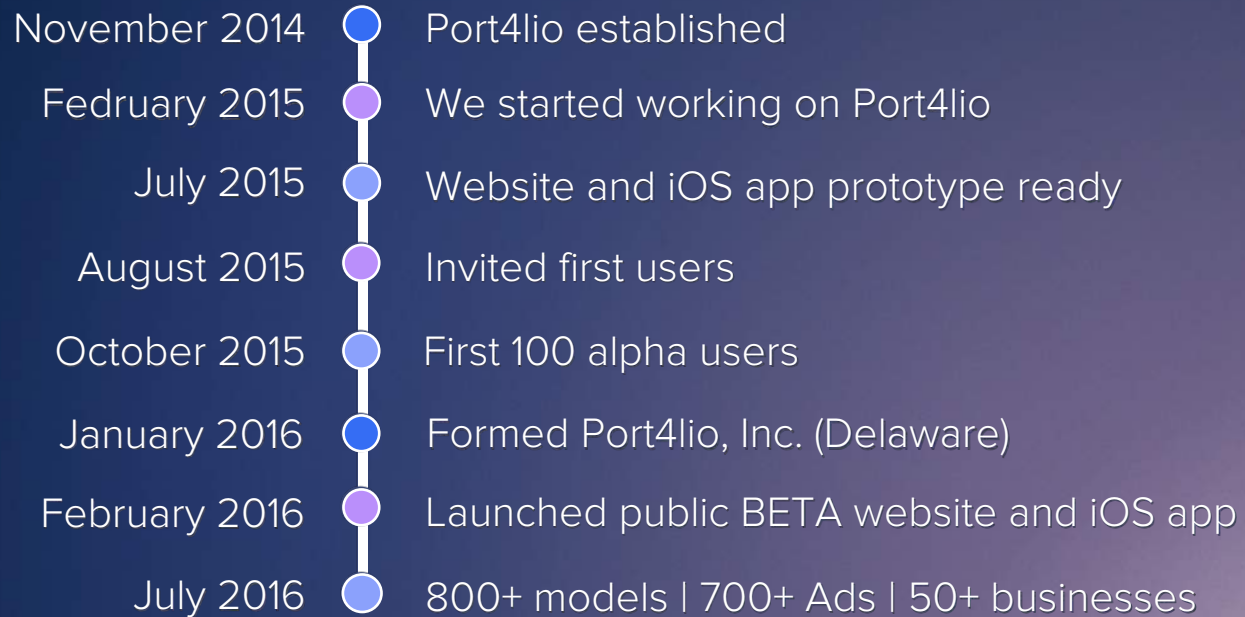 November 2014 Port4lio established
Fedruary 2015 We started working on Port4lio
July 2015 Website and iOS app prototype ready
August 2015 Invited first users
October 2015 First 100 alpha users
January 2016 Formed Port4lio, Inc. (Delaware)
February 2016 Launched public BETA website and iOS app
July 2016 800+ models | 700+ Ads | 50+ businesses